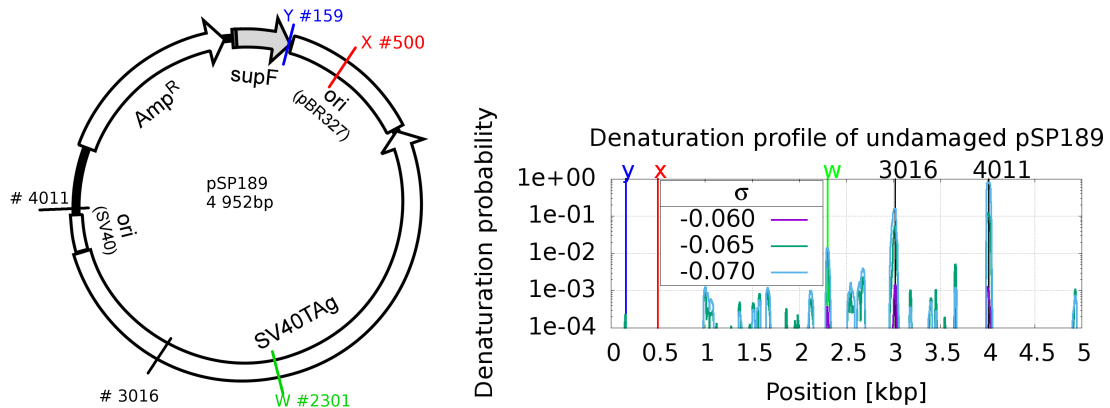 Y #159
X #500
supF
ori
(pBR327)
AmpR
pSP189
4 952bp
# 4011
ori
(SV40)
SV40TAg
# 3016
W #2301
Denaturation profile of undamaged pSP189
y x w 3016 4011
Denaturation probability
1e+00
1e-01
1e-02
1e-03
1e-04
σ
-0.060
-0.065
-0.070
0 0.5 1 1.5 2 2.5 3 3.5 4 4.5 5
Position [kbp]